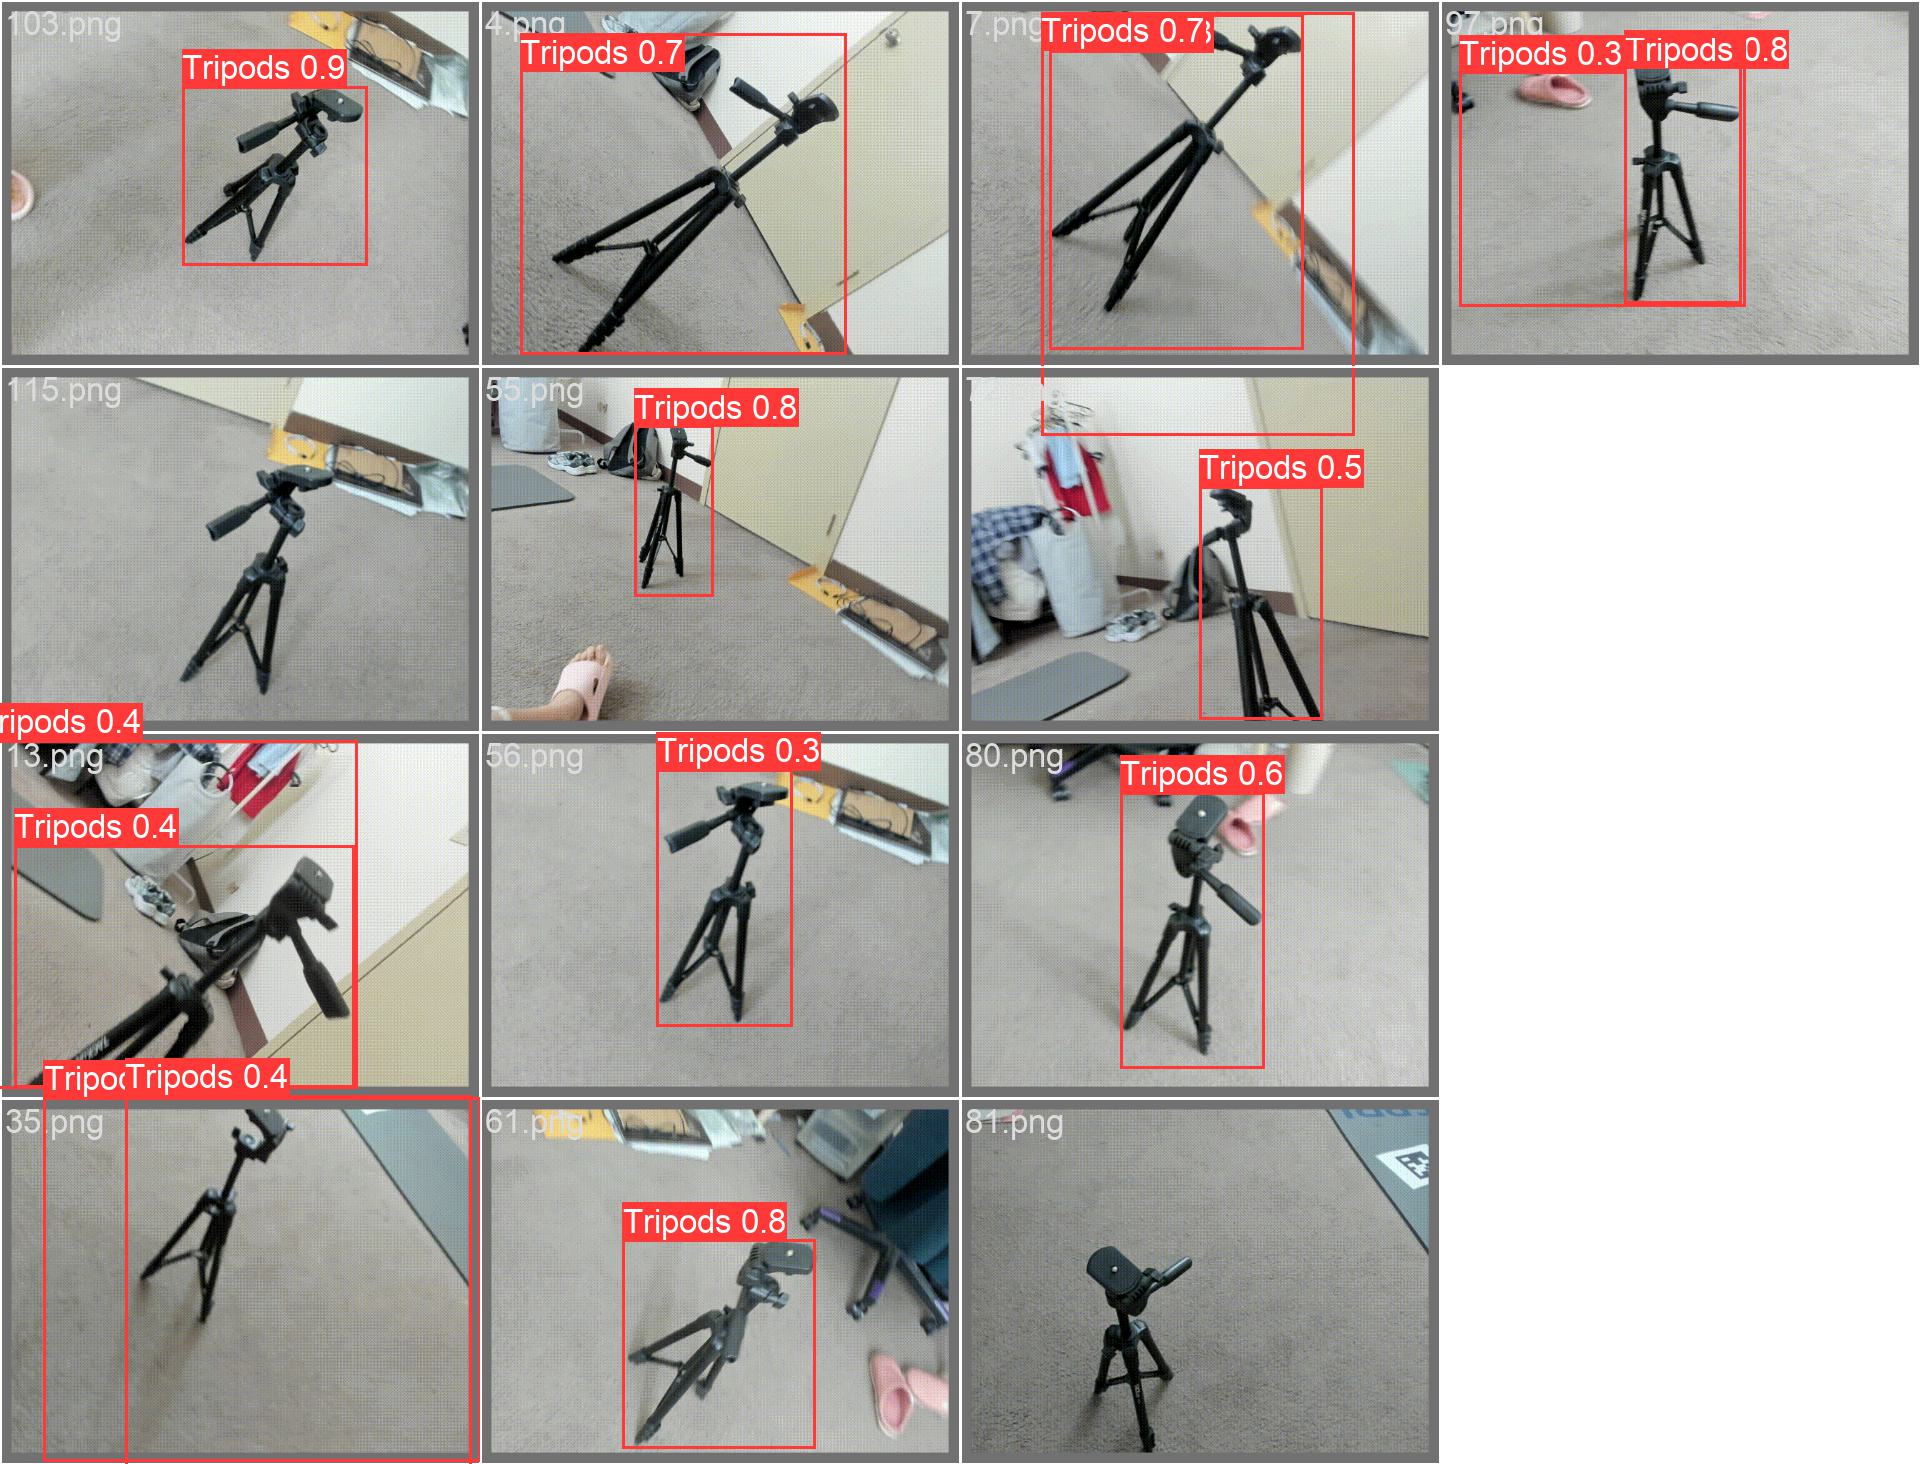 103.png
Tripods 0.9
4.png
Tripods 0.7
7.png
Tripods 0.7
97.png
Tripods 0.3
Tripods 0.8
115.png
55.png
Tripods 0.8
Tripods 0.5
ripods 0.4
13.png
Tripods 0.4
56.png
Tripods 0.3
80.png
Tripods 0.6
Tripods 0.4
35.png
61.png
Tripods 0.8
81.png